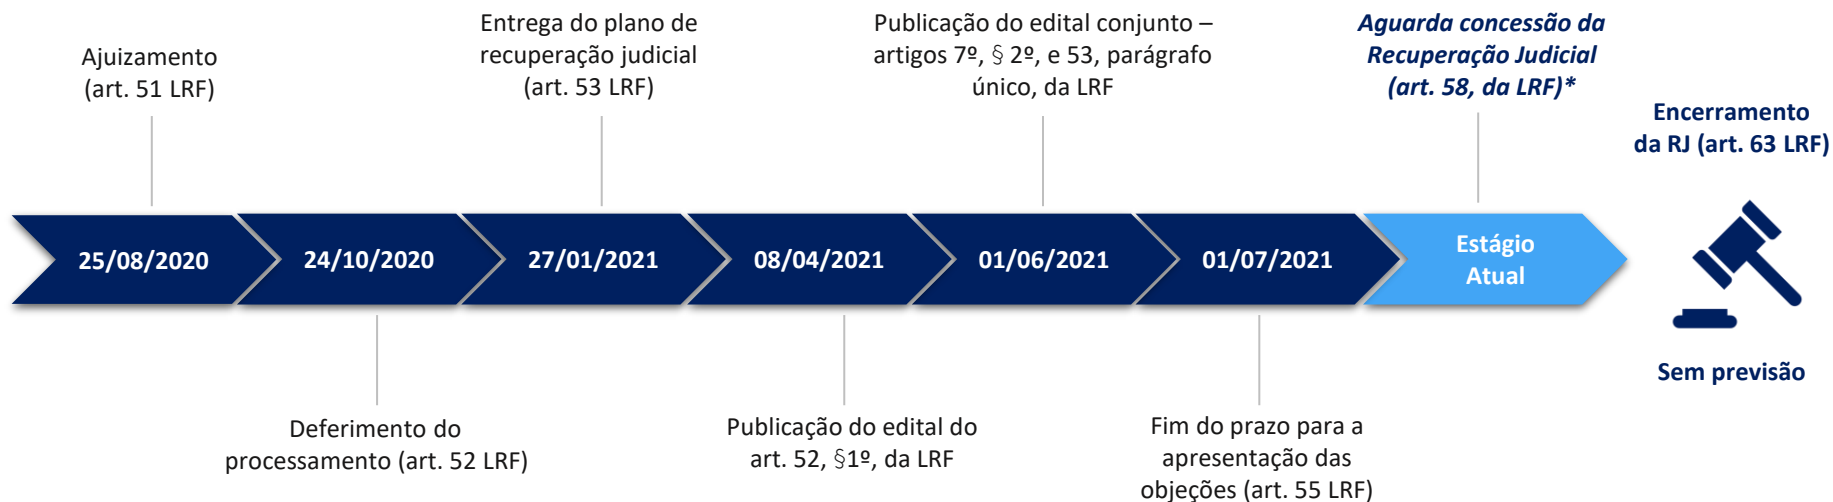 Ajuizamento
(art. 51 LRF)
Entrega do plano de
recuperação judicial
(art. 53 LRF)
Publicação do edital conjunto –
artigos 7º, § 2º, e 53, parágrafo
único, da LRF
Aguarda concessão da
Recuperação Judicial
(art. 58, da LRF)*
Encerramento
da RJ (art. 63 LRF)
25/08/2020
24/10/2020
27/01/2021
08/04/2021
01/06/2021
01/07/2021
Estágio
Atual
Sem previsão
Deferimento do
processamento (art. 52 LRF)
Publicação do edital do
art. 52, §1º, da LRF
Fim do prazo para a
apresentação das
objeções (art. 55 LRF)